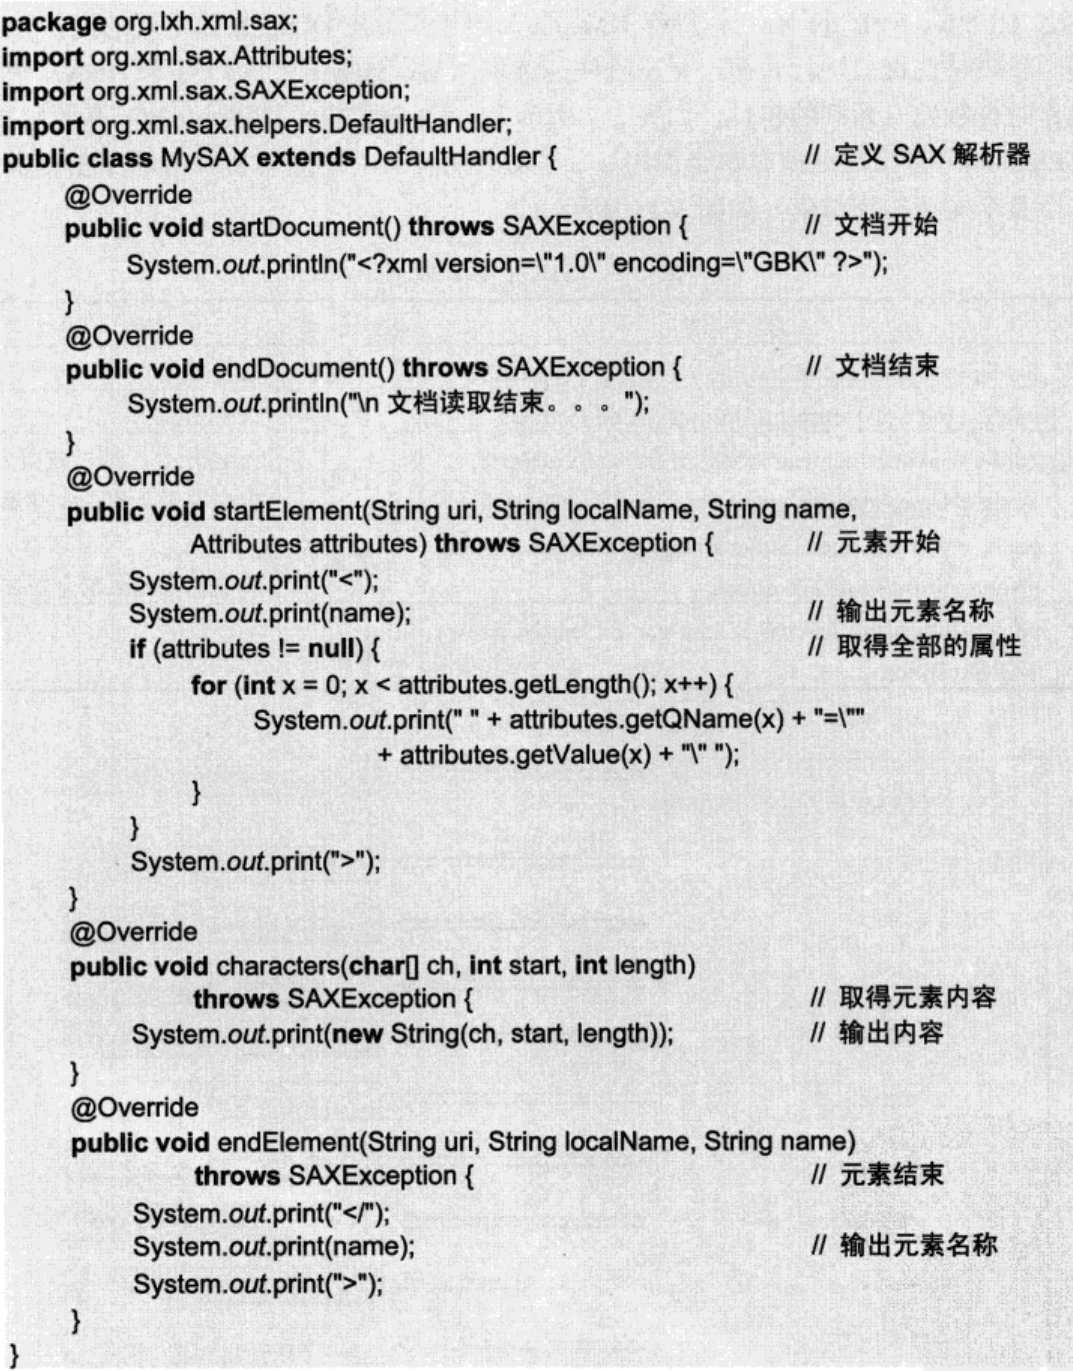 package org.lxh.xml.sax;
import org.xml.sax.Attributes;
import org.xml.sax.SAXException;
import org.xml.sax.helpers.DefaultHandler;
public class MySAX extends DefaultHandler { // 定义 SAX 解析器
@Override
public void startDocument() throws SAXException { // 文档开始
System.out.println("<?xml version=\"1.0\" encoding=\"GBK\" ?>");
}
@Override
public void endDocument() throws SAXException { // 文档结束
System.out.println("\n 文档读取结束。。。");
}
@Override
public void startElement(String uri, String localName, String name,
Attributes attributes) throws SAXException { // 元素开始
System.out.print("<");
System.out.print(name); // 输出元素名称
if (attributes != null) { // 取得全部的属性
for (int x = 0; x < attributes.getLength(); x++) {
System.out.print(" " + attributes.getQName(x) + "=\""
+ attributes.getValue(x) + "\" ");
}
}
System.out.print(">");
}
@Override
public void characters(char[] ch, int start, int length)
throws SAXException { // 取得元素内容
System.out.print(new String(ch, start, length)); // 输出内容
}
@Override
public void endElement(String uri, String localName, String name)
throws SAXException { // 元素结束
System.out.print("</");
System.out.print(name); // 输出元素名称
System.out.print(">");
}
}